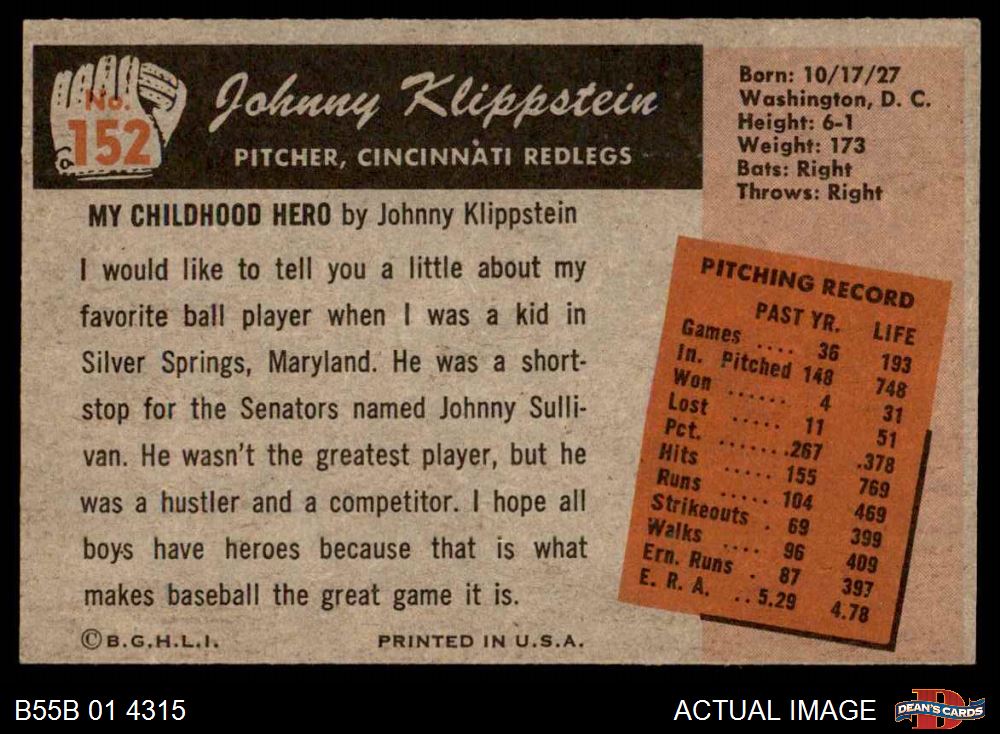 No.
152
Johnny Klippstein
PITCHER, CINCINNATI REDLEGS
Born: 10/17/27
Washington, D. C.
Height: 6-1
Weight: 173
Bats: Right
Throws: Right
MY CHILDHOOD HERO by Johnny Klippstein
I would like to tell you a little about my
favorite ball player when I was a kid in
Silver Springs, Maryland. He was a short-
stop for the Senators named Johnny Sulli-
van. He wasn't the greatest player, but he
was a hustler and a competitor. I hope all
boys have heroes because that is what
makes baseball the great game it is.
©B.G.H.L.I. PRINTED IN U.S.A.
PITCHING RECORD
PAST YR. LIFE
Games .... 36 193
In. Pitched 148 748
Won ...... 4 31
Lost ..... 11 51
Pct. ....... .267 .378
Hits ..... 155 769
Runs ..... 104 469
Strikeouts . 69 399
Walks .... 96 409
Ern. Runs . 87 397
E. R. A. .. 5.29 4.78
B55B 01 4315
ACTUAL IMAGE
DEAN'S CARDS